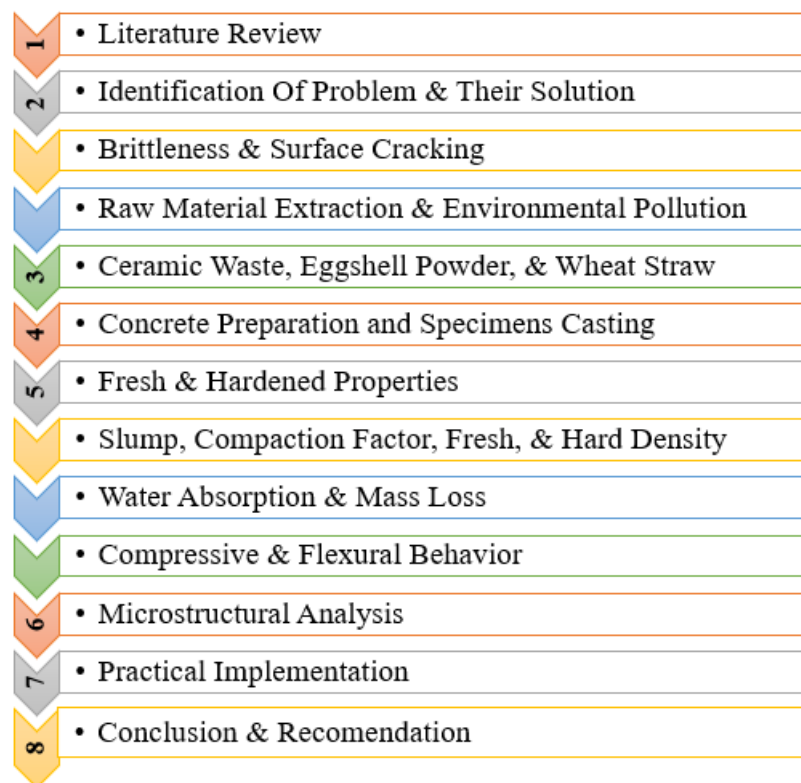 1 • Literature Review
2 • Identification Of Problem & Their Solution
• Brittleness & Surface Cracking
• Raw Material Extraction & Environmental Pollution
3 • Ceramic Waste, Eggshell Powder, & Wheat Straw
4 • Concrete Preparation and Specimens Casting
5 • Fresh & Hardened Properties
• Slump, Compaction Factor, Fresh, & Hard Density
• Water Absorption & Mass Loss
• Compressive & Flexural Behavior
6 • Microstructural Analysis
7 • Practical Implementation
8 • Conclusion & Recomendation